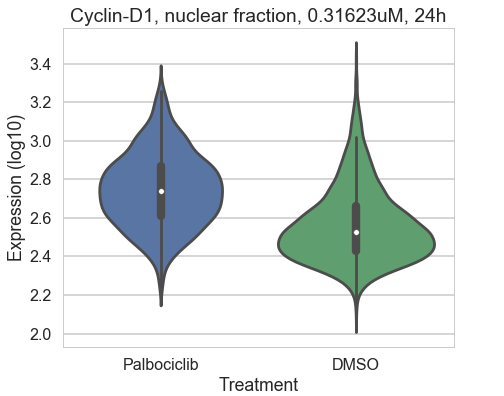 Cyclin-D1, nuclear fraction, 0.31623uM, 24h
Expression (log10)
3.4
3.2
3.0
2.8
2.6
2.4
2.2
2.0
Palbociclib DMSO
Treatment